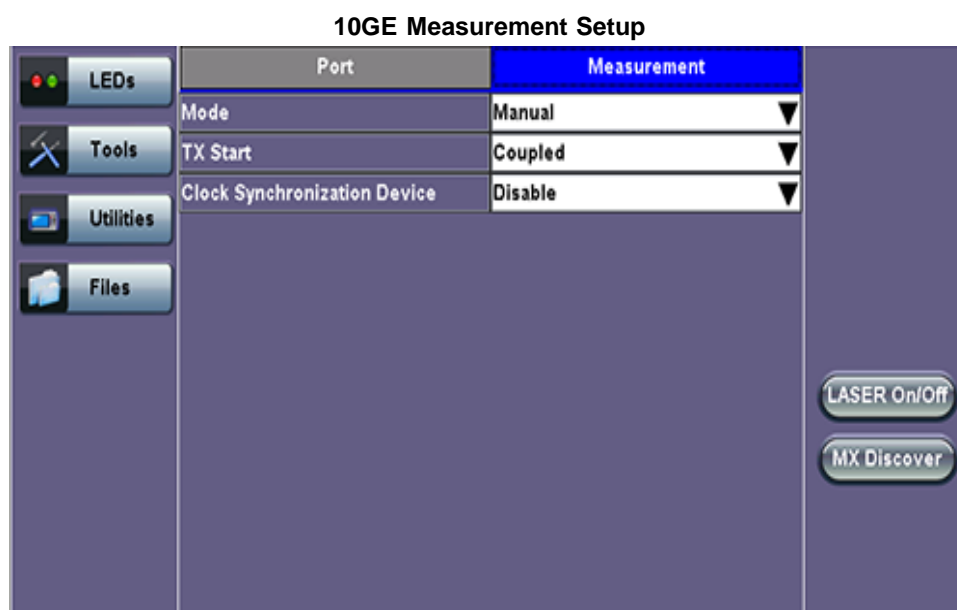 10GE Measurement Setup
LEDs
Tools
Utilities
Files
Port Measurement
Mode Manual
TX Start Coupled
Clock Synchronization Device Disable
LASER On/Off
MX Discover